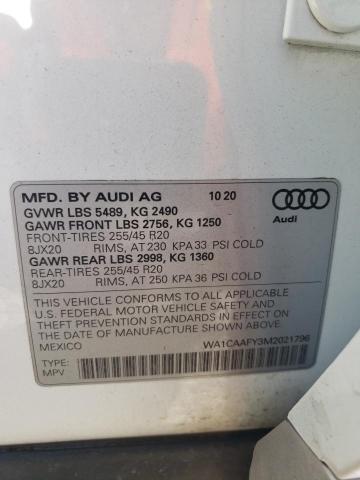 MFD. BY AUDI AG 10 20
GVWR LBS 5489, KG 2490
GAWR FRONT LBS 2756, KG 1250
FRONT-TIRES 255/45 R20
8JX20 RIMS, AT 230 KPA 33 PSI COLD
GAWR REAR LBS 2998, KG 1360
REAR-TIRES 255/45 R20
8JX20 RIMS, AT 250 KPA 36 PSI COLD
Audi
THIS VEHICLE CONFORMS TO ALL APPLICABLE
U.S. FEDERAL MOTOR VEHICLE SAFETY AND
THEFT PREVENTION STANDARDS IN EFFECT ON
THE DATE OF MANUFACTURE SHOWN ABOVE.
MEXICO
WA1CAAFY3M2021796
TYPE:
MPV